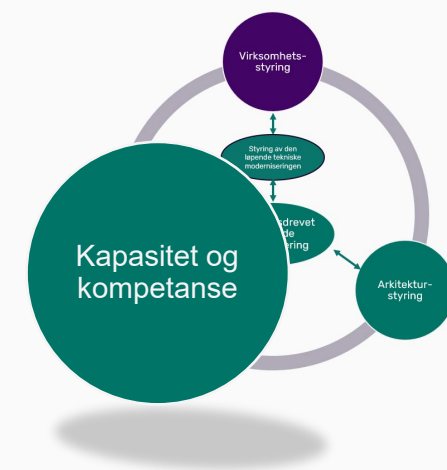 Virksomhets-
styring
Styring av den
løpende tekniske
moderniseringen
Kapasitet og
kompetanse
Arkitektur-
styring